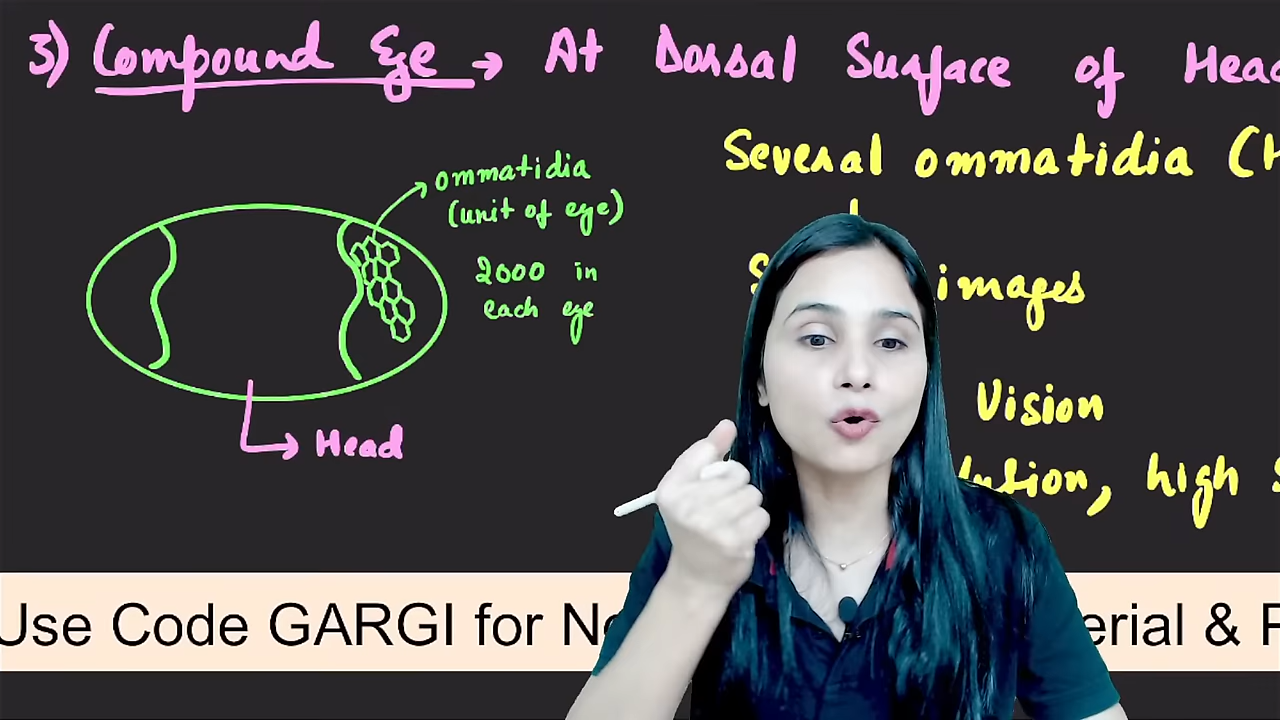 3) Compound Eye → At Dorsal Surface of Head
Several ommatidia (
ommatidia
(unit of eye)
2000 in
each eye
images
Vision
high
Head
Use Code GARGI for
&